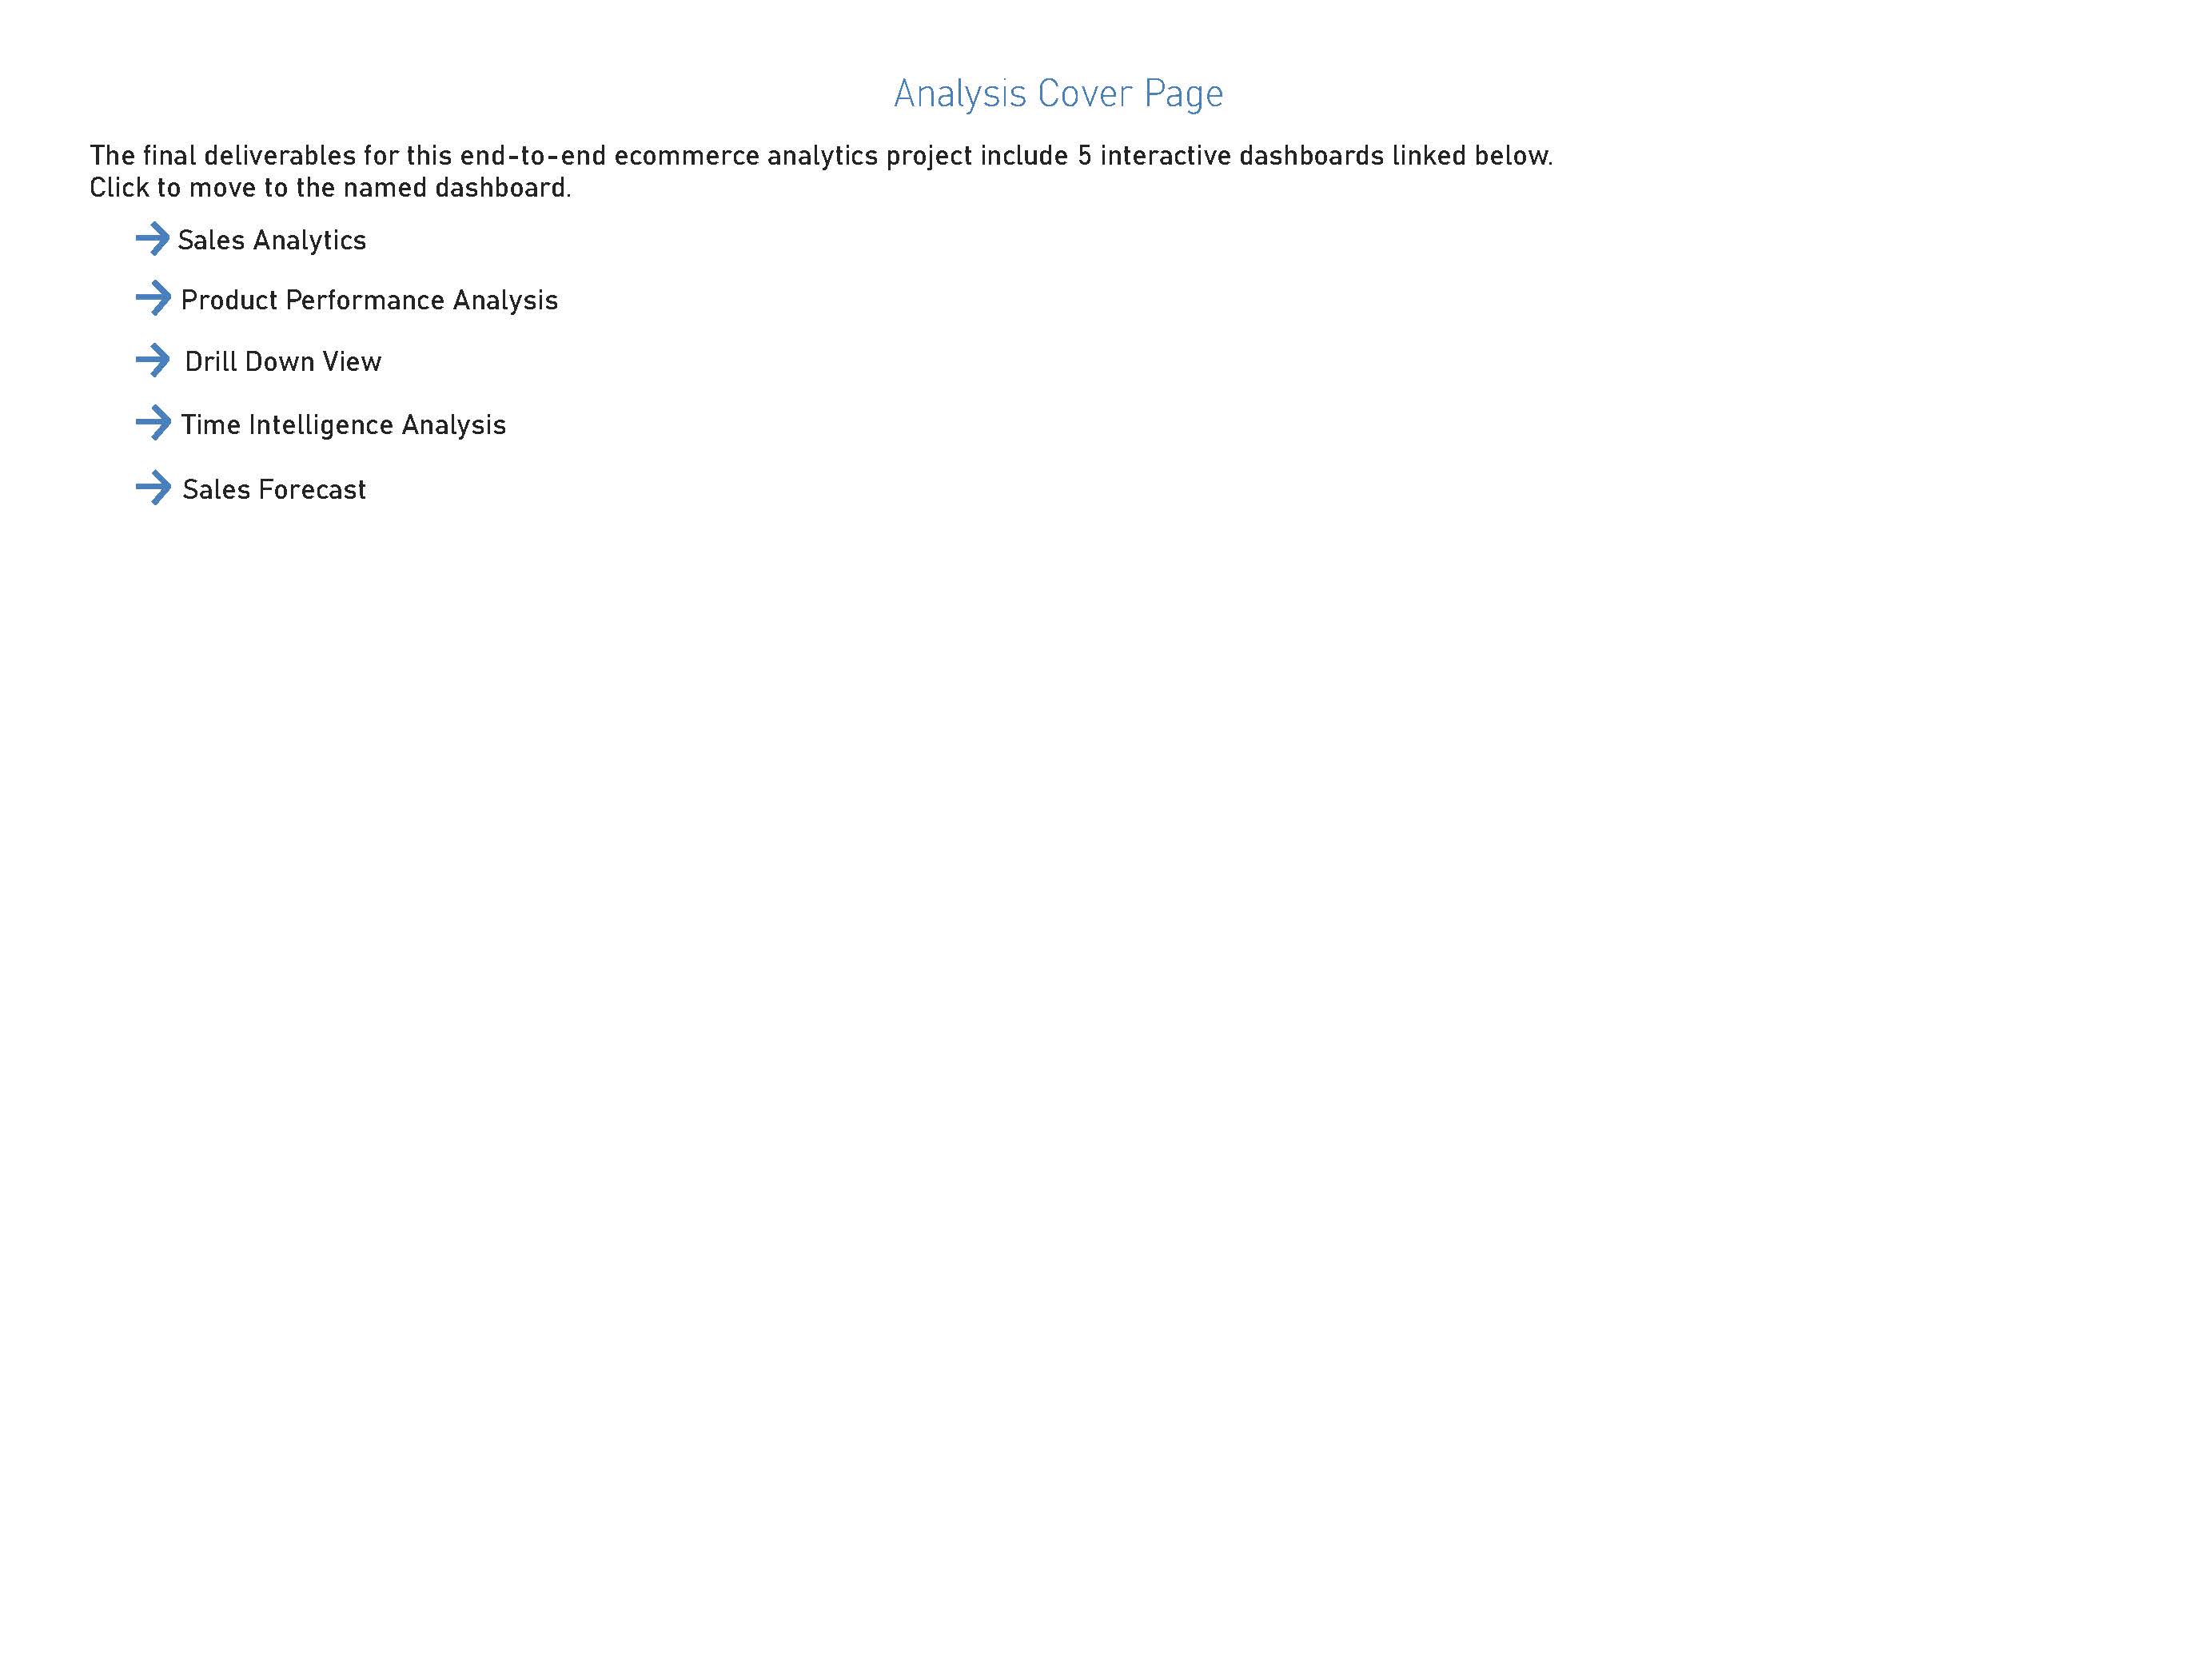 Analysis Cover Page
The final deliverables for this end-to-end ecommerce analytics project include 5 interactive dashboards linked below.
Click to move to the named dashboard.
Sales Analytics
Product Performance Analysis
Drill Down View
Time Intelligence Analysis
Sales Forecast